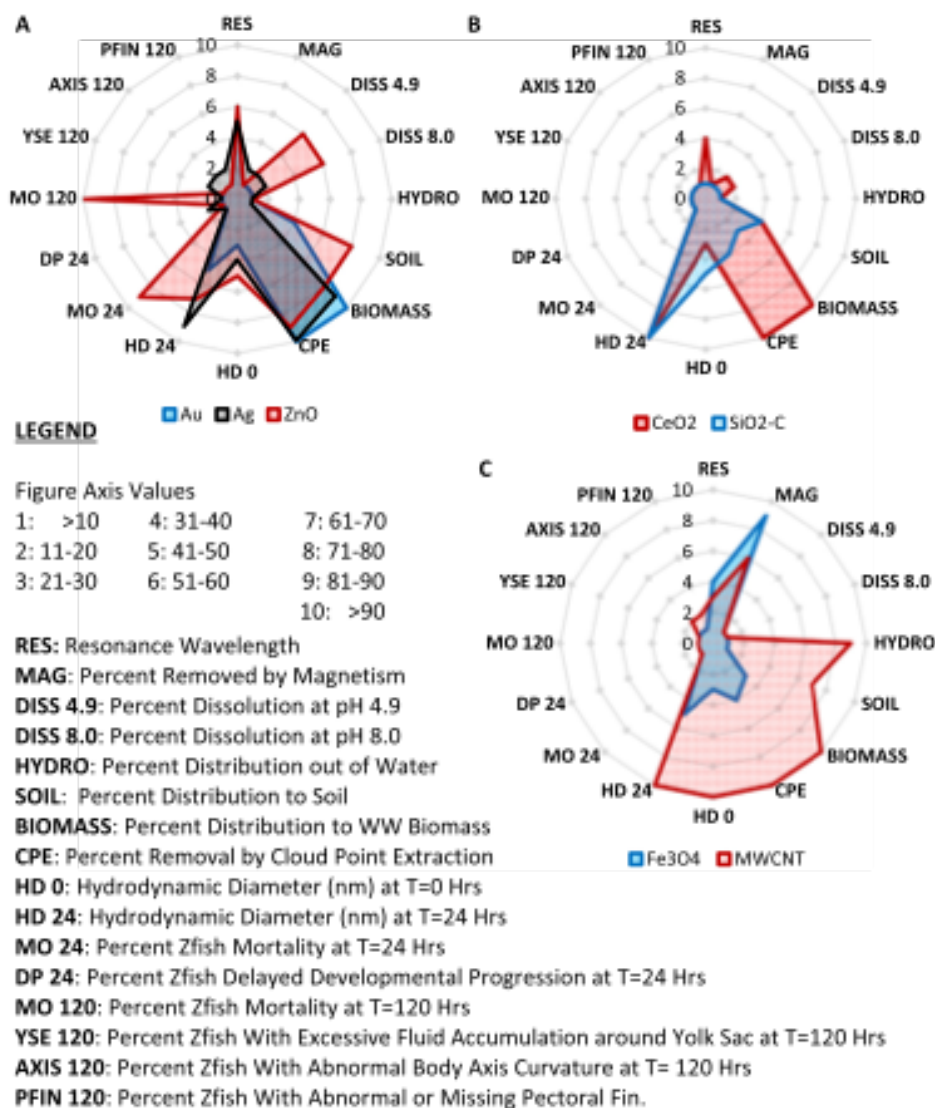 A
RES
PFIN 120
10
MAG
AXIS 120
8
DISS 4.9
6
YSE 120
4
DISS 8.0
2
MO 120
0
HYDRO
DP 24
SOIL
MO 24
BIOMASS
HD 24
CPE
HD 0
Au Ag ZnO
B
RES
PFIN 120
10
MAG
AXIS 120
8
DISS 4.9
6
YSE 120
4
DISS 8.0
2
MO 120
0
HYDRO
DP 24
SOIL
MO 24
BIOMASS
HD 24
CPE
HD 0
CeO2 SiO2-C
C
RES
PFIN 120
10
MAG
AXIS 120
8
DISS 4.9
6
YSE 120
4
DISS 8.0
2
MO 120
0
HYDRO
DP 24
SOIL
MO 24
BIOMASS
HD 24
CPE
HD 0
Fe3O4 MWCNT
LEGEND
Figure Axis Values
1: >10 4: 31-40 7: 61-70
2: 11-20 5: 41-50 8: 71-80
3: 21-30 6: 51-60 9: 81-90
10: >90
RES: Resonance Wavelength
MAG: Percent Removed by Magnetism
DISS 4.9: Percent Dissolution at pH 4.9
DISS 8.0: Percent Dissolution at pH 8.0
HYDRO: Percent Distribution out of Water
SOIL: Percent Distribution to Soil
BIOMASS: Percent Distribution to WW Biomass
CPE: Percent Removal by Cloud Point Extraction
HD 0: Hydrodynamic Diameter (nm) at T=0 Hrs
HD 24: Hydrodynamic Diameter (nm) at T=24 Hrs
MO 24: Percent Zfish Mortality at T=24 Hrs
DP 24: Percent Zfish Delayed Developmental Progression at T=24 Hrs
MO 120: Percent Zfish Mortality at T=120 Hrs
YSE 120: Percent Zfish With Excessive Fluid Accumulation around Yolk Sac at T=120 Hrs
AXIS 120: Percent Zfish With Abnormal Body Axis Curvature at T= 120 Hrs
PFIN 120: Percent Zfish With Abnormal or Missing Pectoral Fin.